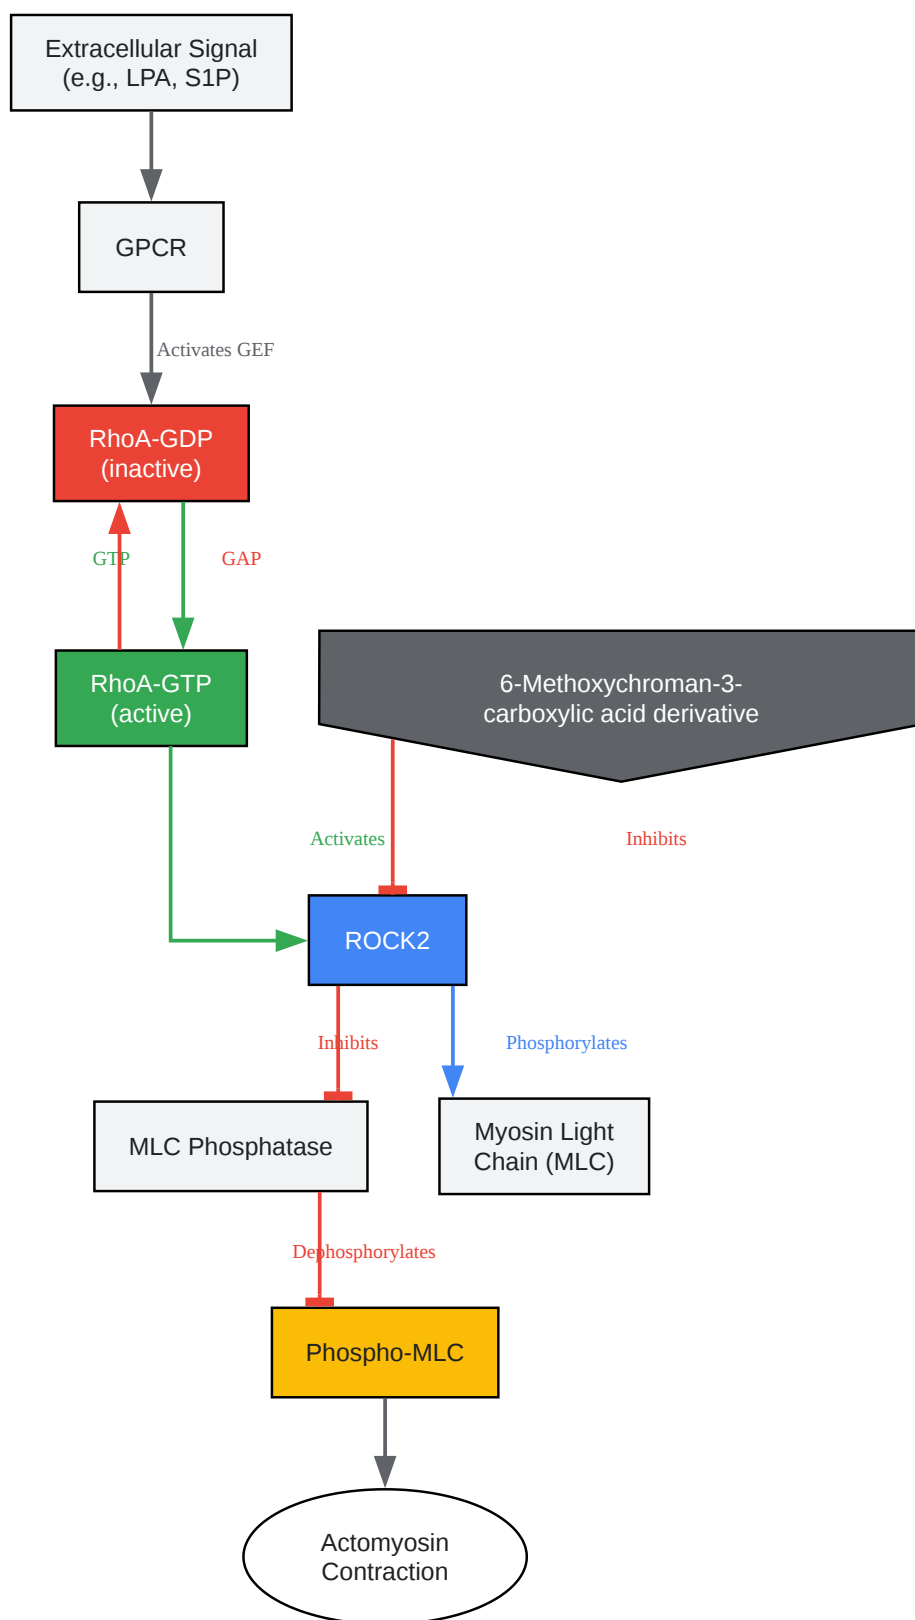 Extracellular Signal
(e.g., LPA, S1P)
GPCR
Activates GEF
RhoA-GDP
(inactive)
GTP
GAP
RhoA-GTP
(active)
6-Methoxychroman-3-
carboxylic acid derivative
Activates
Inhibits
ROCK2
Inhibits
Phosphorylates
MLC Phosphatase
Myosin Light
Chain (MLC)
Dephosphorylates
Phospho-MLC
Actomyosin
Contraction